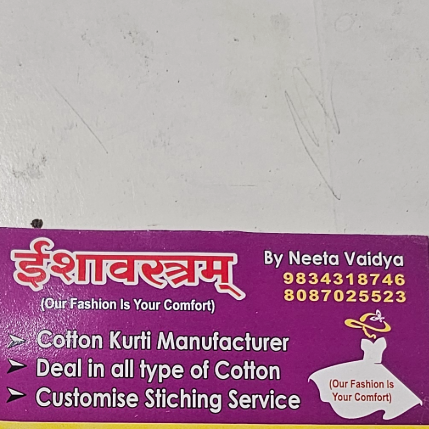 ईशावस्त्रम्
(Our Fashion Is Your Comfort)
By Neeta Vaidya
9834318746
8087025523
Cotton Kurti Manufacturer
Deal in all type of Cotton
Customise Stiching Service
(Our Fashion Is
Your Comfort)